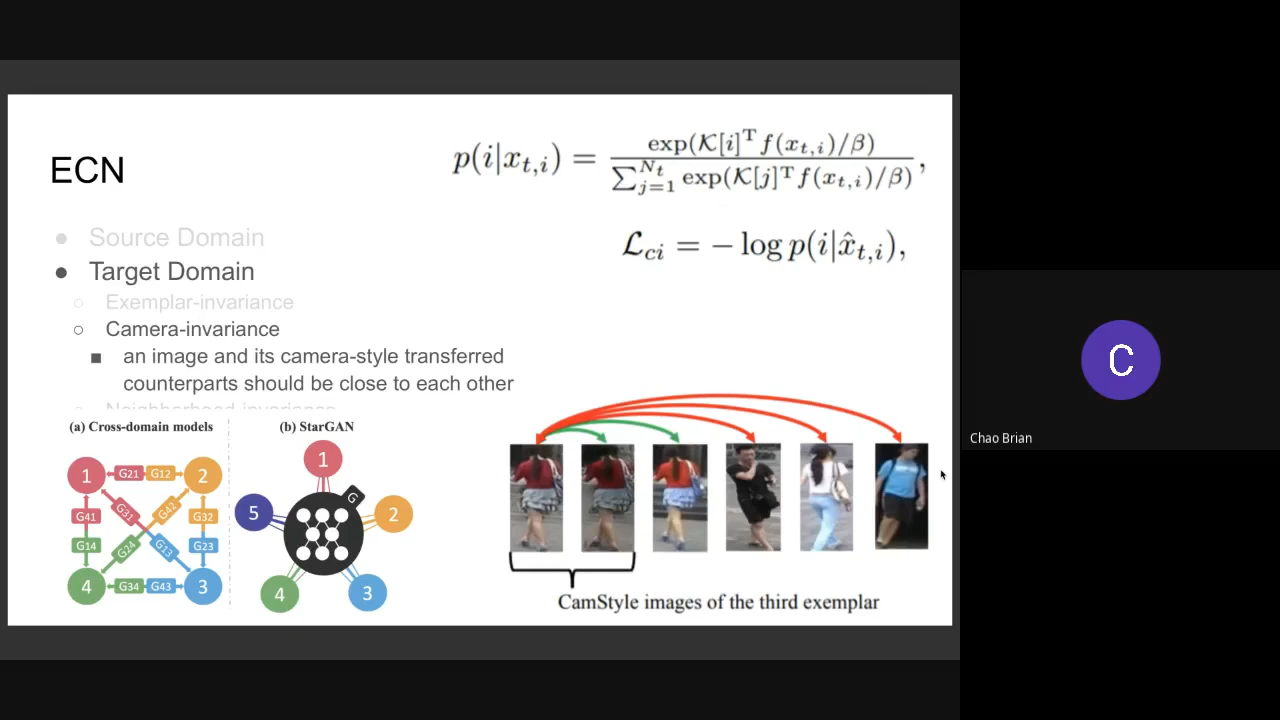 ECN
p(i|x_{t,i}) = exp(𝒦[i]^T f(x_{t,i})/β) / ∑_{j=1}^{N_t} exp(𝒦[j]^T f(x_{t,i})/β) ,
ℒ_{ci} = − log p(i|x̂_{t,i}),
● Source Domain
● Target Domain
○ Exemplar-invariance
○ Camera-invariance
■ an image and its camera-style transferred
counterparts should be close to each other
○ Neighborhood-invariance
(a) Cross-domain models
(b) StarGAN
1 G21 G12 2
G41 G31 G42 G32
G14 G24 G13 G23
4 G34 G43 3
1
G
5 2
4 3
CamStyle images of the third exemplar
C
Chao Brian